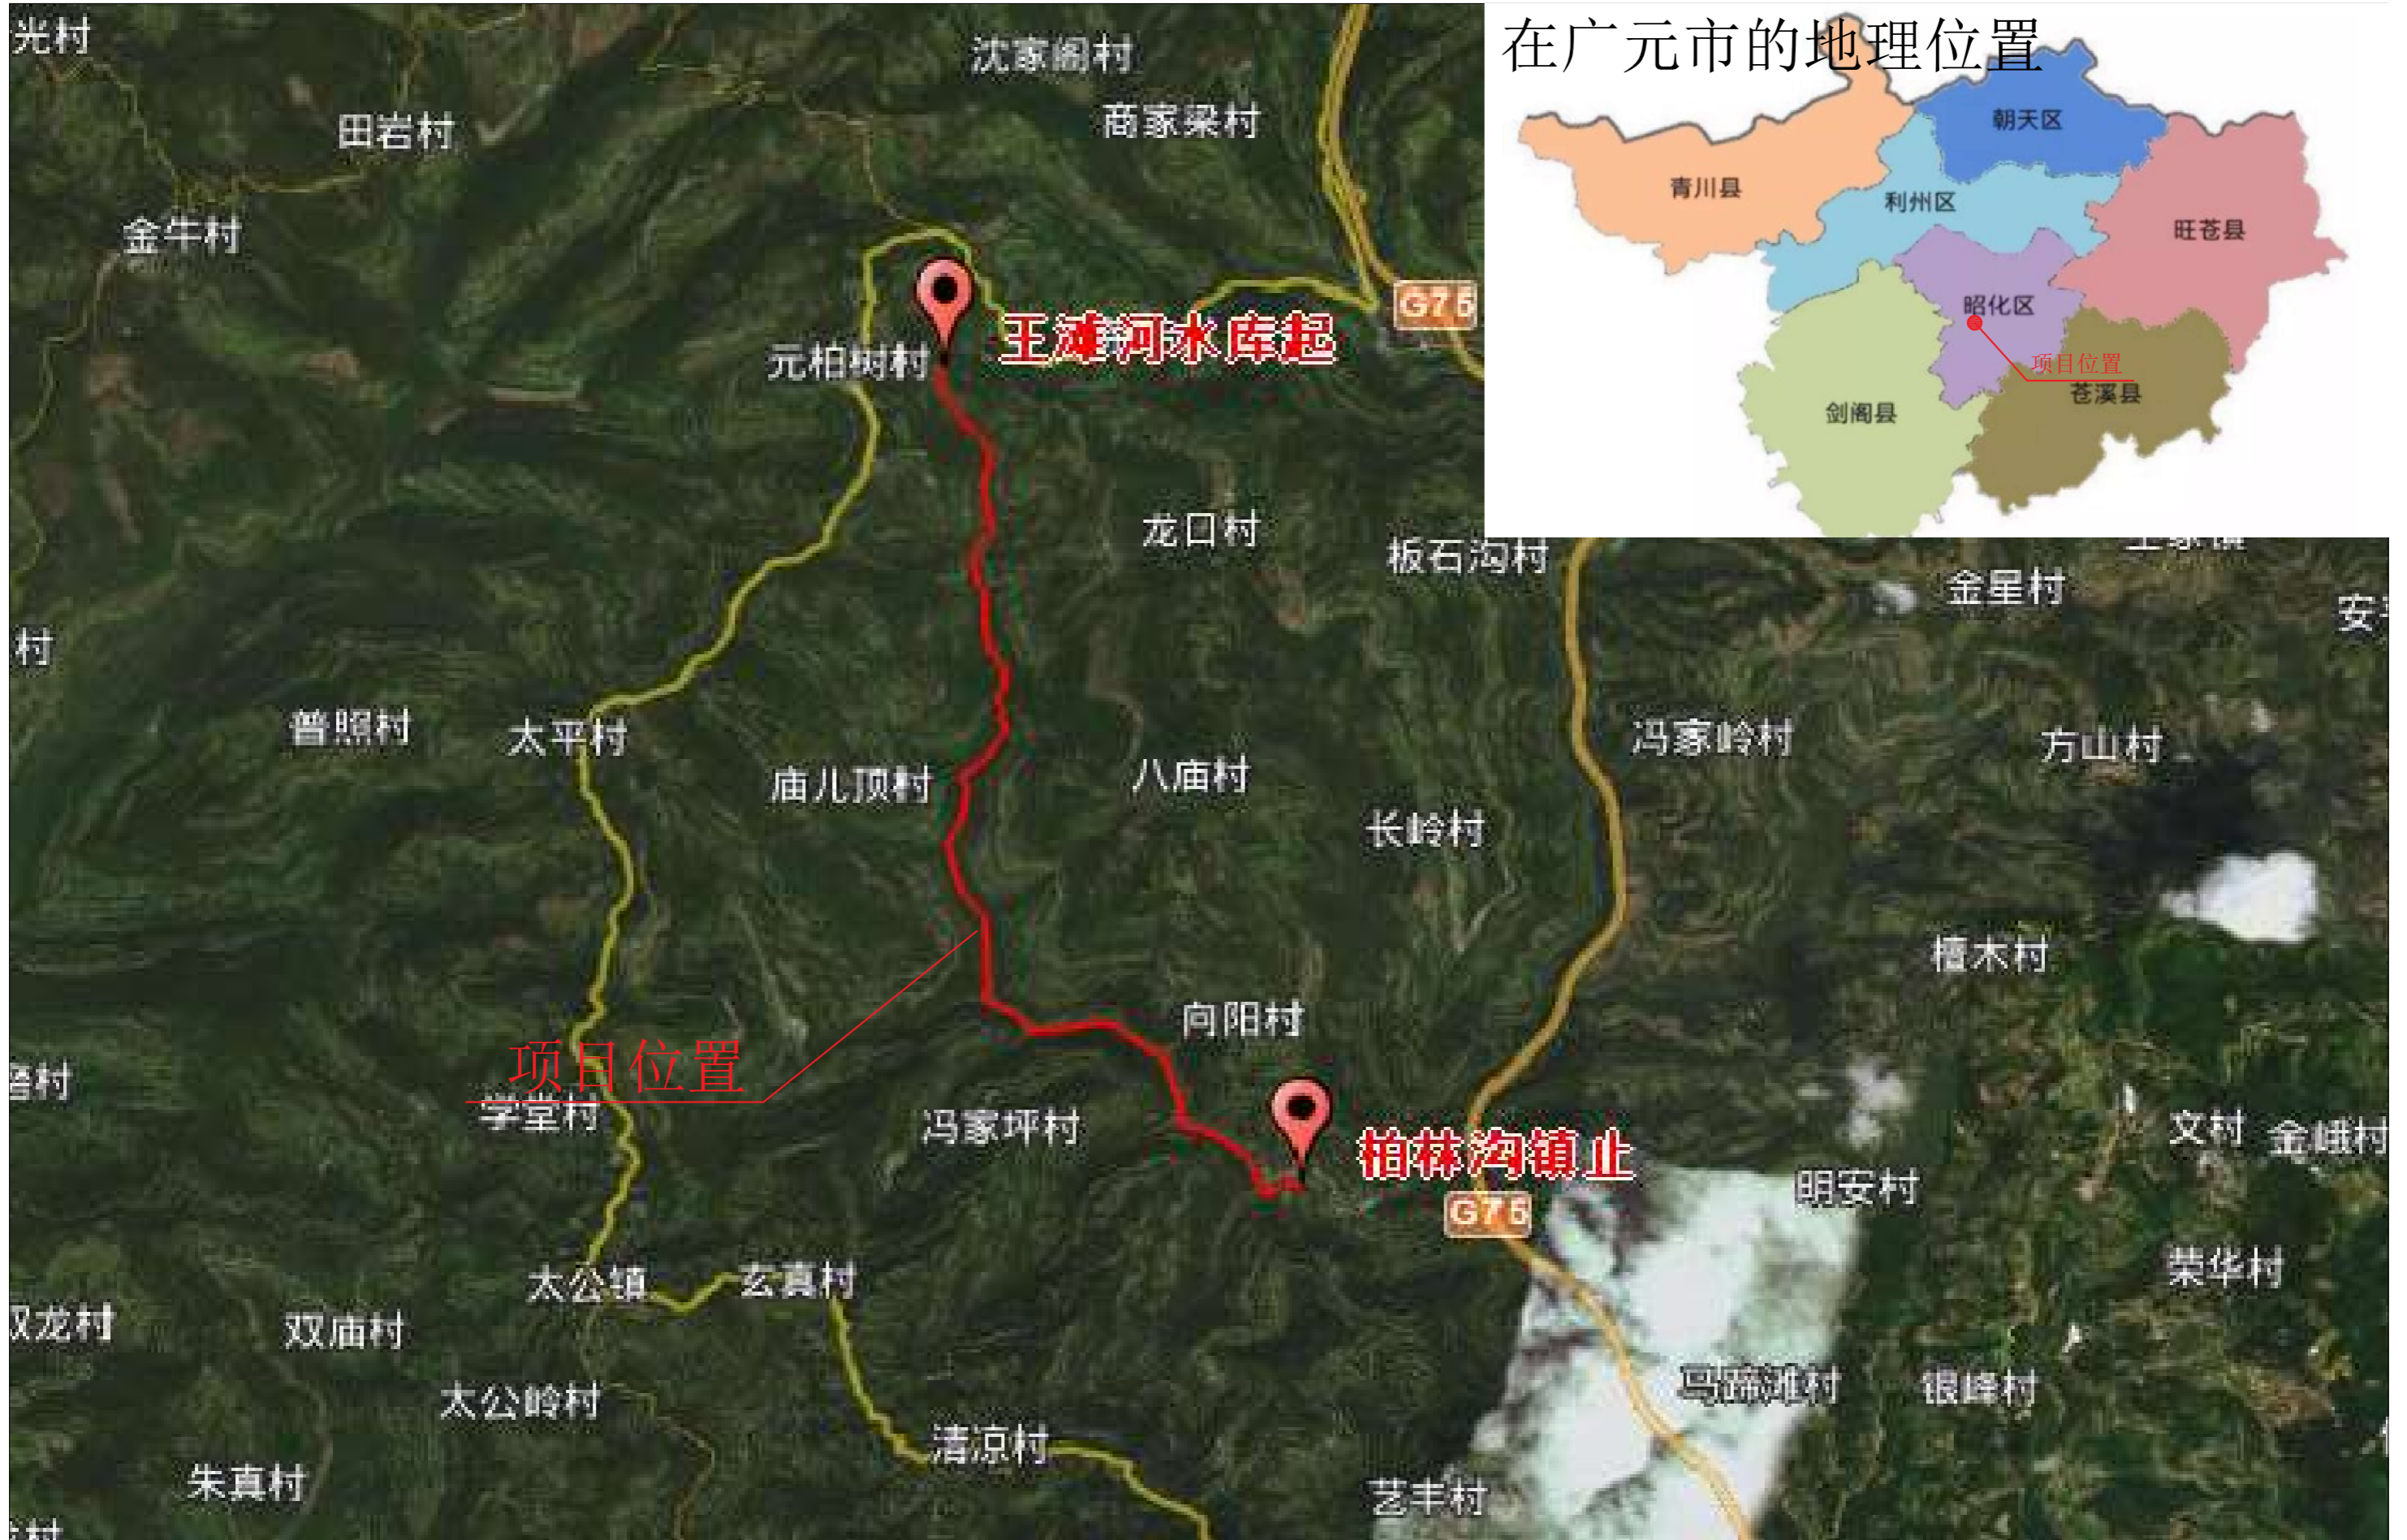 光村
沈家阁村
商家梁村
田岩村
金牛村
G75
王滩河水库起
元柏树村
龙口村
板石沟村
金星村
村
普照村
太平村
庙儿顶村
八庙村
冯家岭村
方山村
长岭村
檀木村
向阳村
项目位置
学堂村
冯家坪村
柏林沟镇止
G75
明安村
文村
金峨村
荣华村
太公镇
玄真村
双龙村
双庙村
太公岭村
马蹄滩村
银峰村
清凉村
朱真村
艺丰村
村
在广元市的地理位置
朝天区
青川县
利州区
旺苍县
昭化区
项目位置
苍溪县
剑阁县